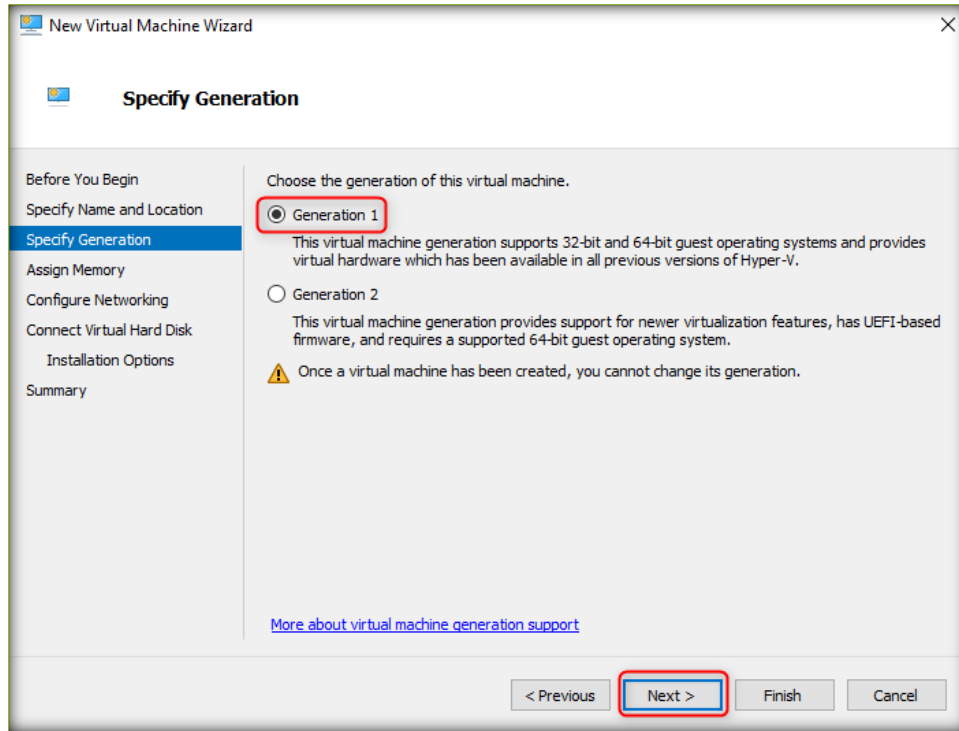 New Virtual Machine Wizard
Specify Generation
Before You Begin
Specify Name and Location
Specify Generation
Assign Memory
Configure Networking
Connect Virtual Hard Disk
Installation Options
Summary
Choose the generation of this virtual machine.
Generation 1
This virtual machine generation supports 32-bit and 64-bit guest operating systems and provides
virtual hardware which has been available in all previous versions of Hyper-V.
Generation 2
This virtual machine generation provides support for newer virtualization features, has UEFI-based
firmware, and requires a supported 64-bit guest operating system.
Once a virtual machine has been created, you cannot change its generation.
More about virtual machine generation support
< Previous
Next >
Finish
Cancel